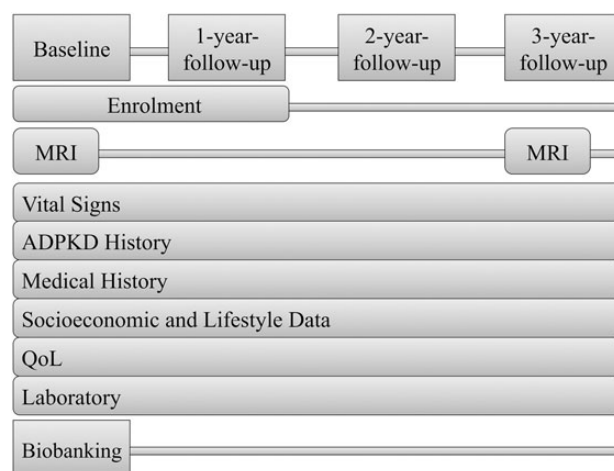 Baseline
1-year-
follow-up
2-year-
follow-up
3-year-
follow-up
Enrolment
MRI
MRI
Vital Signs
ADPKD History
Medical History
Socioeconomic and Lifestyle Data
QoL
Laboratory
Biobanking